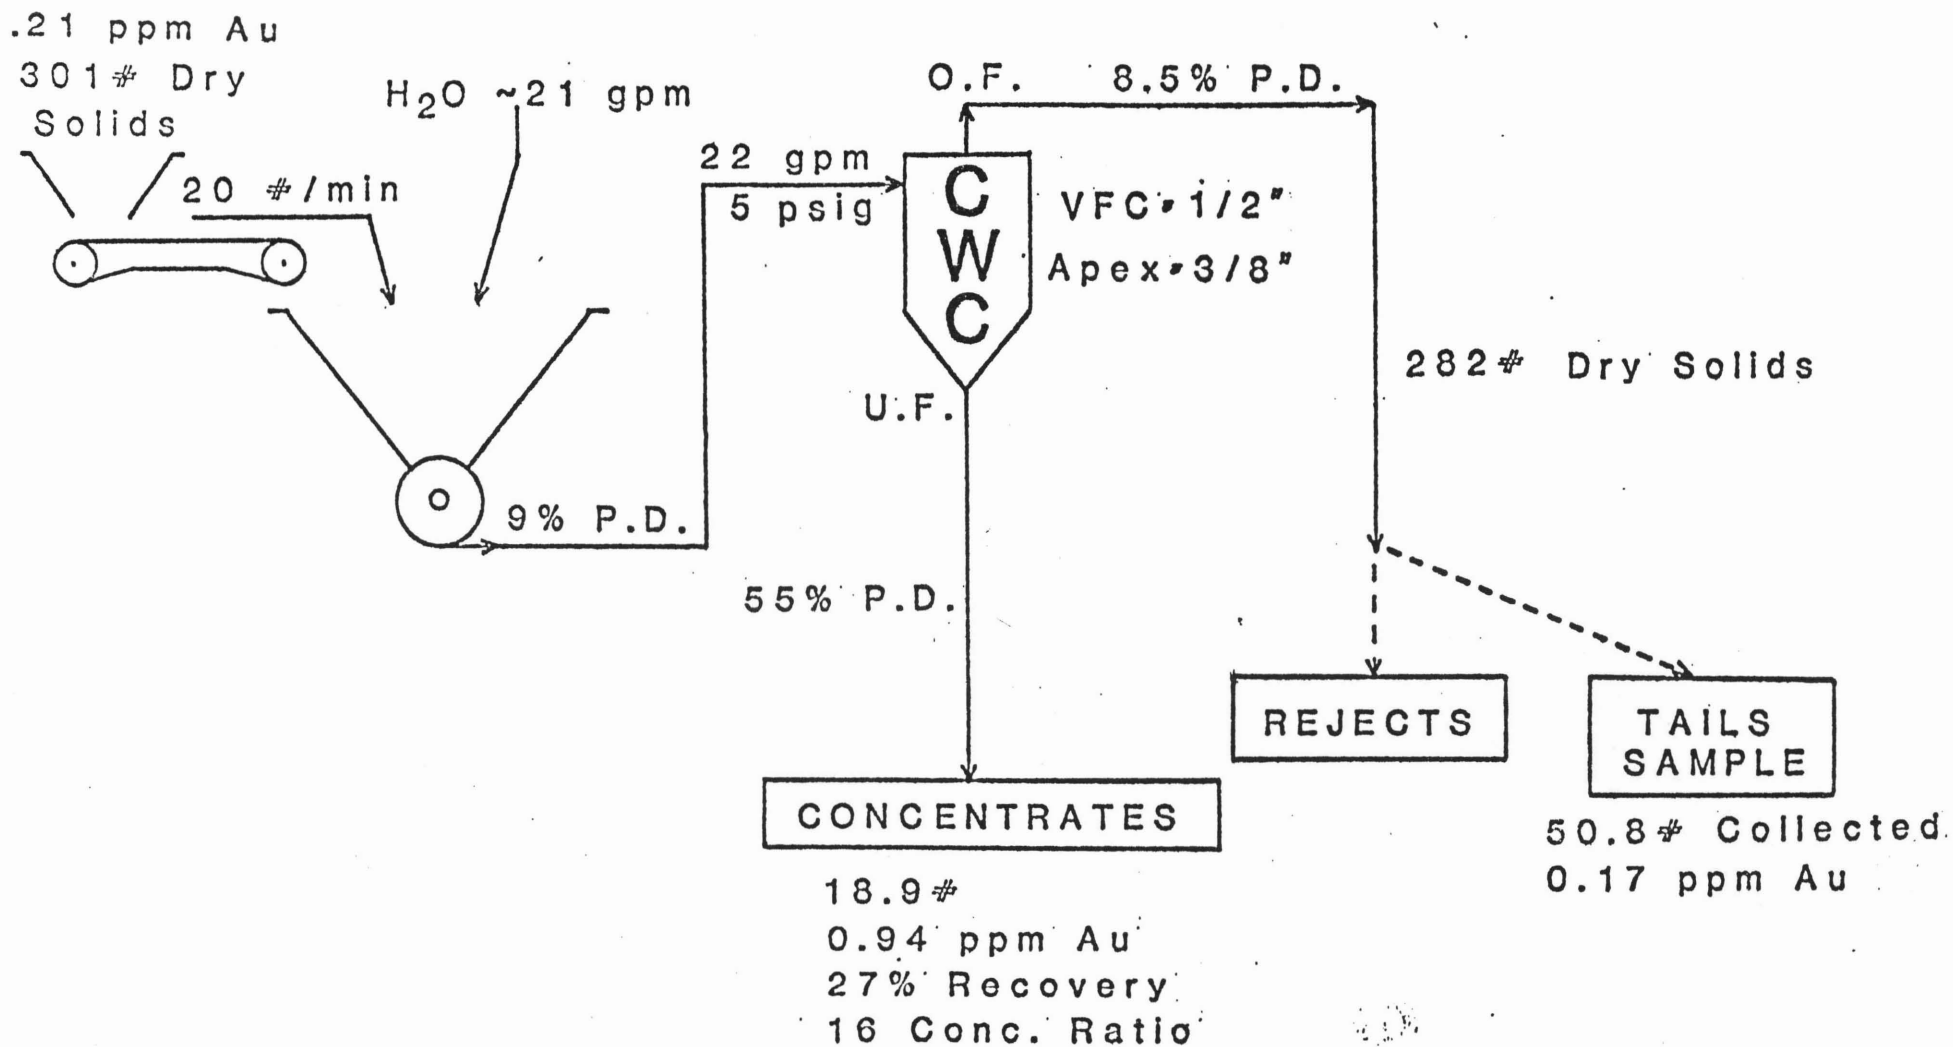 .21 ppm Au
301# Dry
Solids
20 #/min
H₂O ~21 gpm
9% P.D.
22 gpm
5 psig
O.F.
8.5% P.D.
C
W
C
VFC=1/2"
Apex=3/8"
U.F.
55% P.D.
282# Dry Solids
REJECTS
TAILS
SAMPLE
50.8# Collected
0.17 ppm Au
CONCENTRATES
18.9#
0.94 ppm Au
27% Recovery
16 Conc. Ratio